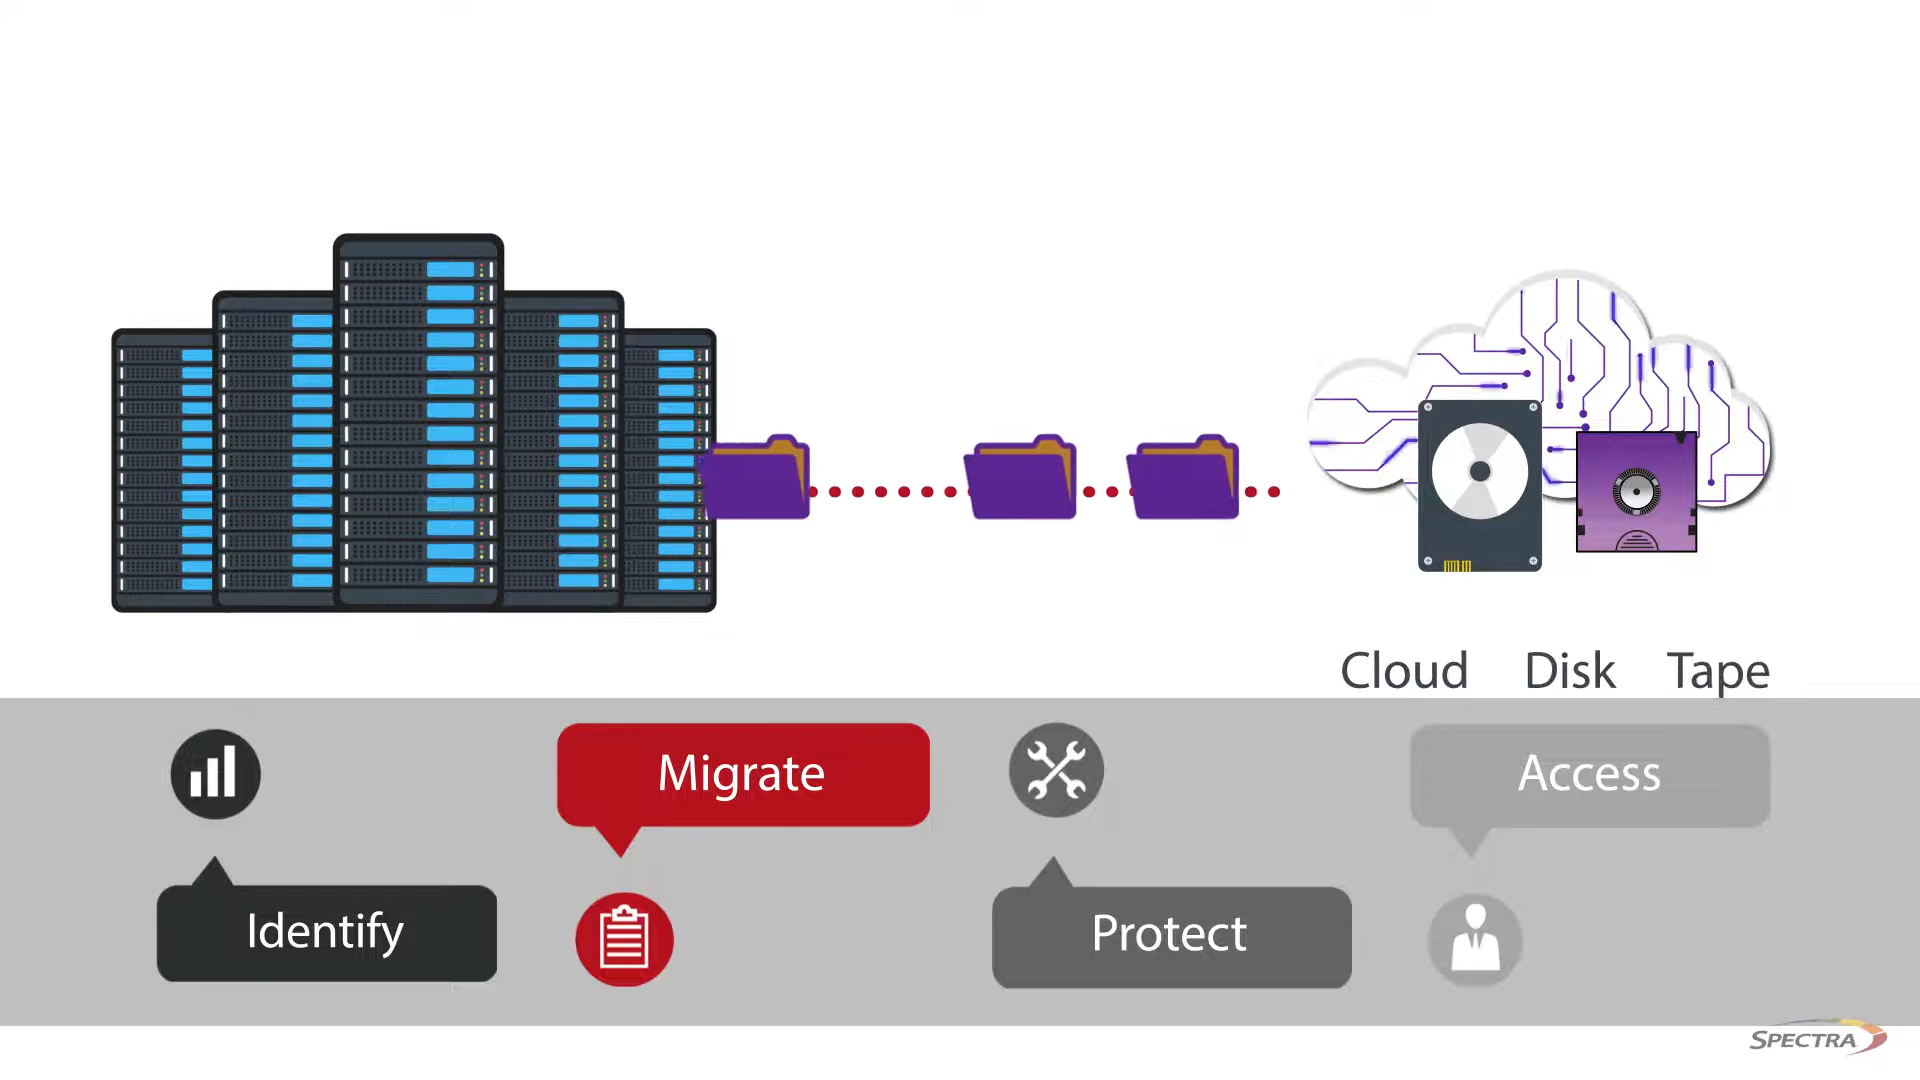 Cloud Disk Tape
Migrate
Access
Identify
Protect
SPECTRA